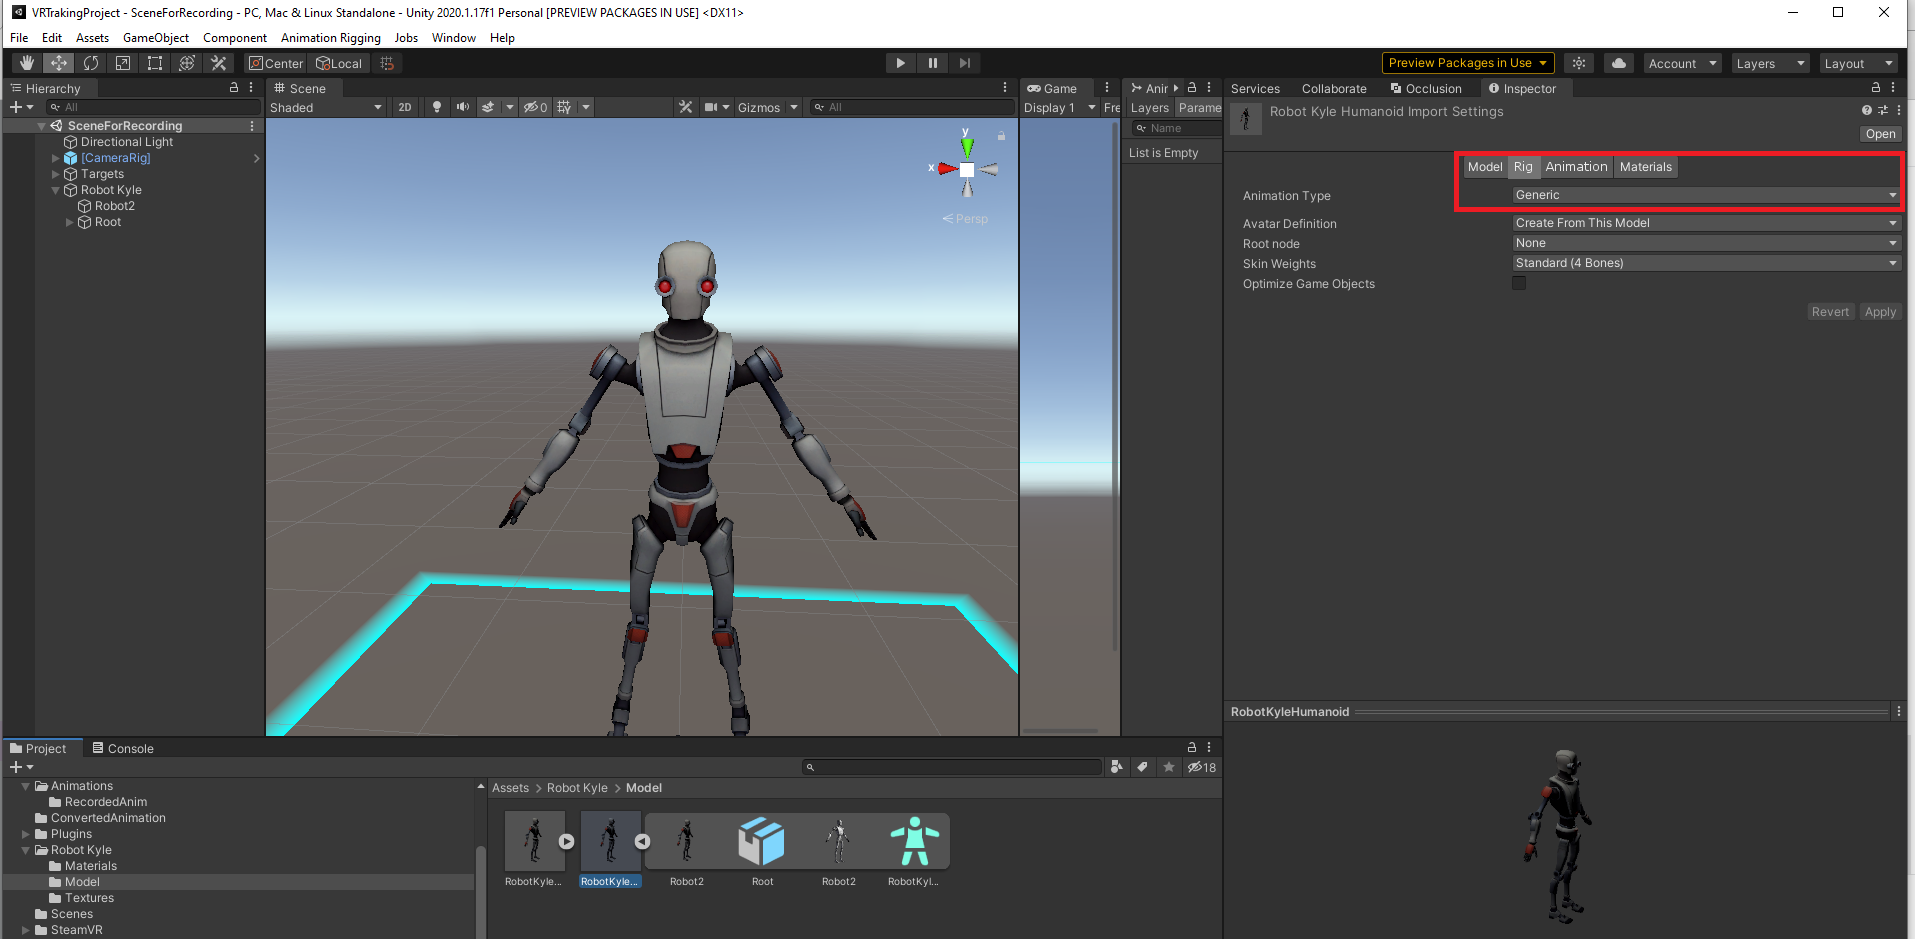 VRTrakingProject - SceneForRecording - PC, Mac & Linux Standalone - Unity 2020.1.17f1 Personal [PREVIEW PACKAGES IN USE] <DX11>
File Edit Assets GameObject Component Animation Rigging Jobs Window Help
Center Local Preview Packages in Use Account Layers Layout
Hierarchy
All
SceneForRecording
Directional Light
[CameraRig]
Targets
Robot Kyle
Robot2
Root
Scene
Shaded 2D 0 Gizmos All
y
x
Persp
Game
Display 1 Fre
Anir
Layers Parame
Name
List is Empty
Services Collaborate Occlusion Inspector
Robot Kyle Humanoid Import Settings
Open
Model Rig Animation Materials
Animation Type Generic
Avatar Definition Create From This Model
Root node None
Skin Weights Standard (4 Bones)
Optimize Game Objects
Revert Apply
RobotKyleHumanoid
Project Console
18
Animations
RecordedAnim
ConvertedAnimation
Plugins
Robot Kyle
Materials
Model
Textures
Scenes
SteamVR
Assets > Robot Kyle > Model
RobotKyle... RobotKyle... Robot2 Root Robot2 RobotKyl...